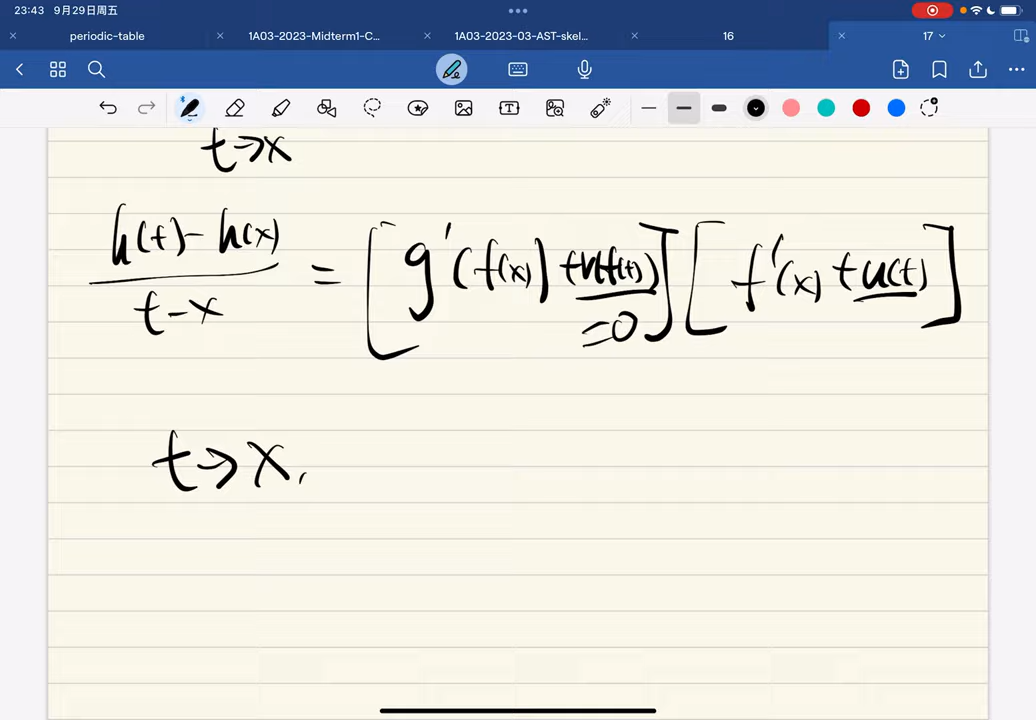 23:43 9月29日周五
periodic-table
1A03-2023-Midterm1-C...
1A03-2023-03-AST-skel...
16
17
t→x
h(t)-h(x)
t-x
= [g'(f(x))+v(f(t))][f'(x)+u(t)]
=0
t→x,